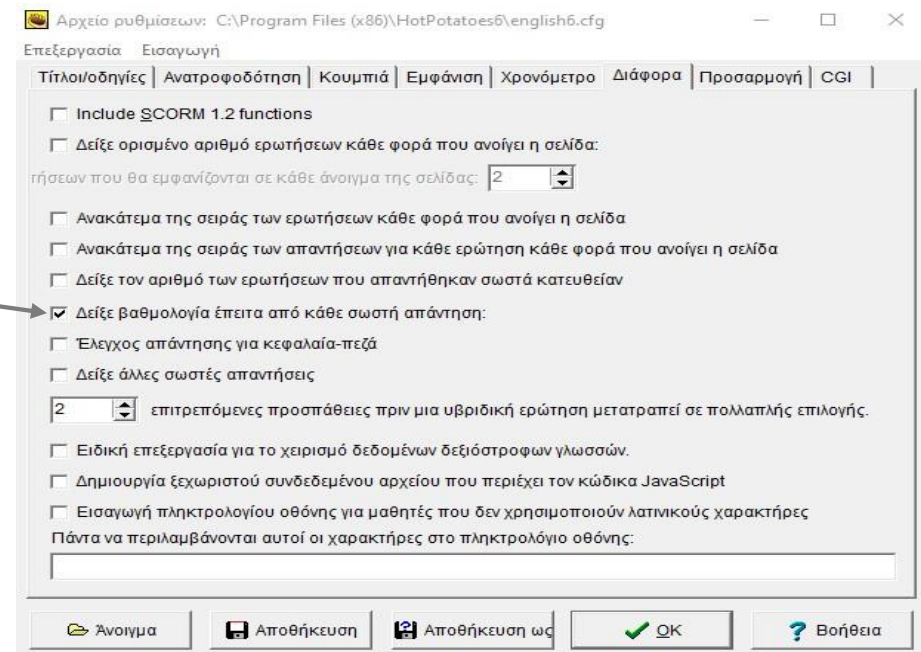 Αρχείο ρυθμίσεων: C:\Program Files (x86)\HotPotatoes6\english6.cfg
Επεξεργασία Εισαγωγή
Τίτλοι/οδηγίες Ανατροφοδότηση Κουμπιά Εμφάνιση Χρονόμετρο Διάφορα Προσαρμογή CGI
Include SCORM 1.2 functions
Δείξε ορισμένο αριθμό ερωτήσεων κάθε φορά που ανοίγει η σελίδα:
τήσεων που θα εμφανίζονται σε κάθε άνοιγμα της σελίδας: 2
Ανακάτεμα της σειράς των ερωτήσεων κάθε φορά που ανοίγει η σελίδα
Ανακάτεμα της σειράς των απαντήσεων για κάθε ερώτηση κάθε φορά που ανοίγει η σελίδα
Δείξε τον αριθμό των ερωτήσεων που απαντήθηκαν σωστά κατευθείαν
Δείξε βαθμολογία έπειτα από κάθε σωστή απάντηση:
Έλεγχος απάντησης για κεφαλαία-πεζά
Δείξε άλλες σωστές απαντήσεις
2 επιτρεπόμενες προσπάθειες πριν μια υβριδική ερώτηση μετατραπεί σε πολλαπλής επιλογής.
Ειδική επεξεργασία για το χειρισμό δεδομένων δεξιόστροφων γλωσσών.
Δημιουργία ξεχωριστού συνδεδεμένου αρχείου που περιέχει τον κώδικα JavaScript
Εισαγωγή πληκτρολογίου οθόνης για μαθητές που δεν χρησιμοποιούν λατινικούς χαρακτήρες
Πάντα να περιλαμβάνονται αυτοί οι χαρακτήρες στο πληκτρολόγιο οθόνης:
Άνοιγμα Αποθήκευση Αποθήκευση ως OK Βοήθεια